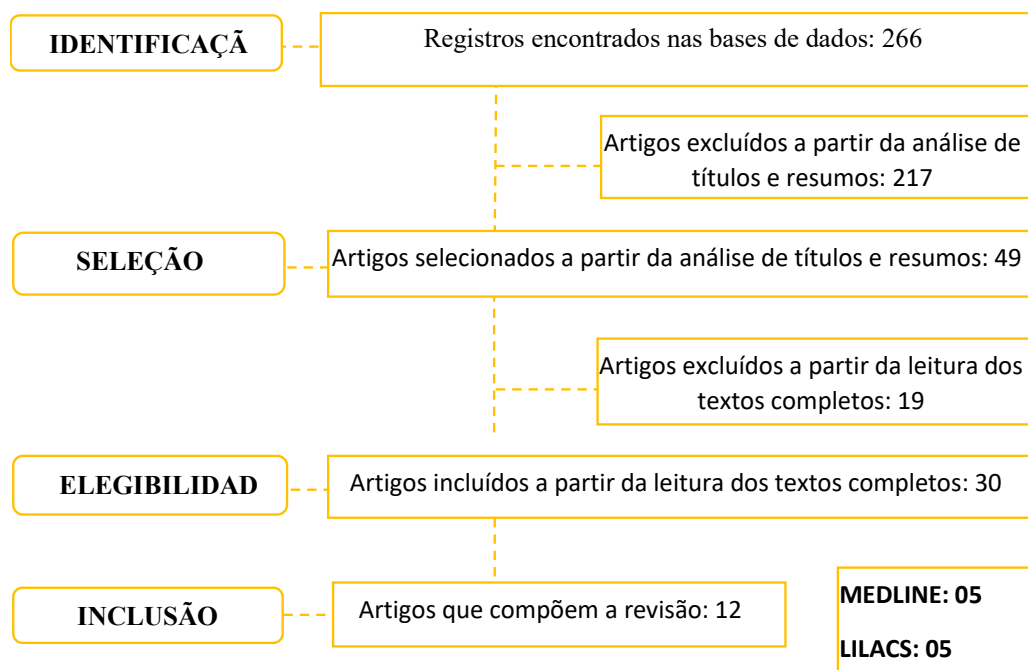 IDENTIFICAÇÃ
Registros encontrados nas bases de dados: 266
Artigos excluídos a partir da análise de
títulos e resumos: 217
SELEÇÃO
Artigos selecionados a partir da análise de títulos e resumos: 49
Artigos excluídos a partir da leitura dos
textos completos: 19
ELEGIBILIDAD
Artigos incluídos a partir da leitura dos textos completos: 30
INCLUSÃO
Artigos que compõem a revisão: 12
MEDLINE: 05
LILACS: 05